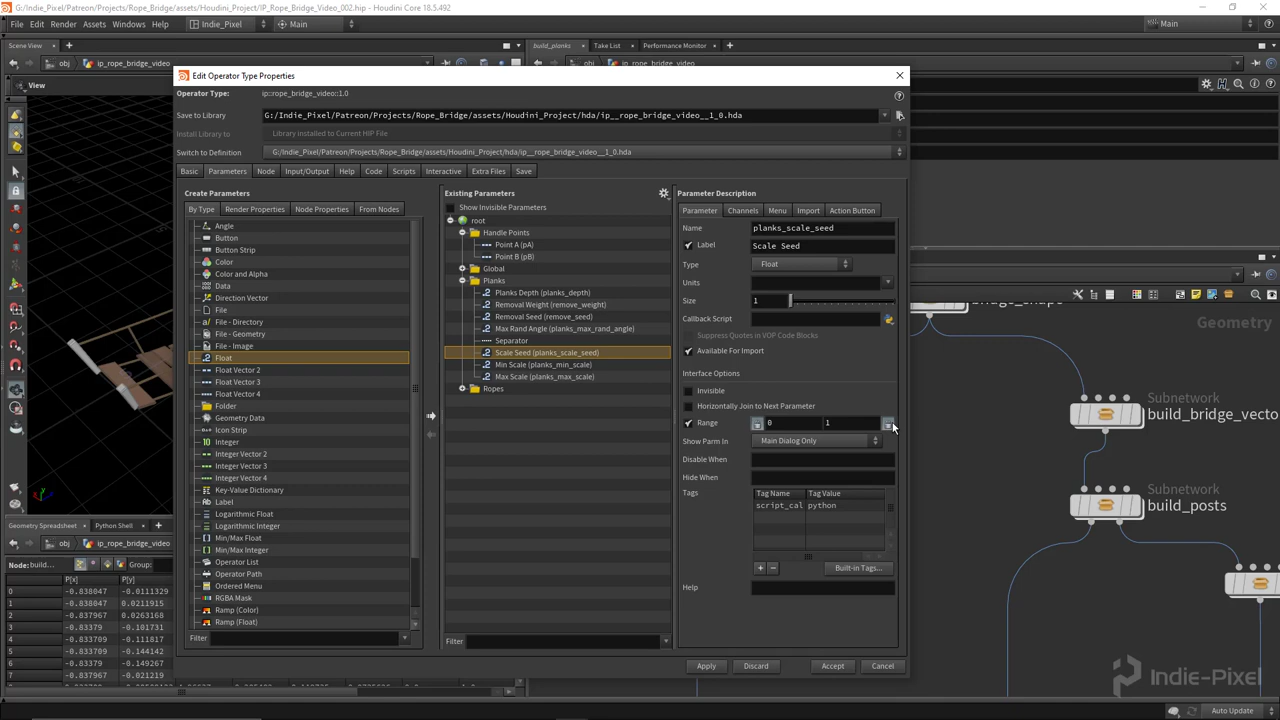 G:/Indie_Pixel/Patreon/Projects/Rope_Bridge/assets/Houdini_Project/IP_Rope_Bridge_Video_002.hip - Houdini Core 18.5.492
File Edit Render Assets Windows Help Indie_Pixel Main Main
Scene View build_planks Take List Performance Monitor
obj ip_rope_bridge_video obj ip_rope_bridge_video
View
Edit Operator Type Properties
Operator Type: ip::rope_bridge_video::1.0
Save to Library G:/Indie_Pixel/Patreon/Projects/Rope_Bridge/assets/Houdini_Project/hda/ip__rope_bridge_video__1_0.hda
Install Library to Library installed to Current HIP File
Switch to Definition G:/Indie_Pixel/Patreon/Projects/Rope_Bridge/assets/Houdini_Project/hda/ip__rope_bridge_video__1_0.hda
Basic Parameters Node Input/Output Help Code Scripts Interactive Extra Files Save
Create Parameters
By Type Render Properties Node Properties From Nodes
Angle
Button
Button Strip
Color
Color and Alpha
Data
Direction Vector
File
File - Directory
File - Geometry
File - Image
Float
Float Vector 2
Float Vector 3
Float Vector 4
Folder
Geometry Data
Icon Strip
Integer
Integer Vector 2
Integer Vector 3
Integer Vector 4
Key-Value Dictionary
Label
Logarithmic Float
Logarithmic Integer
Min/Max Float
Min/Max Integer
Operator List
Operator Path
Ordered Menu
RGBA Mask
Ramp (Color)
Ramp (Float)
Filter
Existing Parameters
Show Invisible Parameters
root
Handle Points
Point A (pA)
Point B (pB)
Global
Planks
Planks Depth (planks_depth)
Removal Weight (remove_weight)
Removal Seed (remove_seed)
Max Rand Angle (planks_max_rand_angle)
Separator
Scale Seed (planks_scale_seed)
Min Scale (planks_min_scale)
Max Scale (planks_max_scale)
Ropes
Filter
Parameter Description
Parameter Channels Menu Import Action Button
Name planks_scale_seed
Label Scale Seed
Type Float
Units
Size 1
Callback Script
Suppress Quotes in VOP Code Blocks
Available For Import
Interface Options
Invisible
Horizontally Join to Next Parameter
Range 0 1
Show Parm In Main Dialog Only
Disable When
Hide When
Tags Tag Name Tag Value
script_cal python
Built-in Tags...
Help
Apply Discard Accept Cancel
Geometry
bridge_shape
Subnetwork
build_bridge_vecto
Subnetwork
build_posts
Geometry Spreadsheet Python Shell
obj ip_rope_bridge_video
Node: build... Group:
P[x] P[y]
0 -0.838047 -0.0111329
1 -0.838047 0.0211915
2 -0.837967 0.0263168
3 -0.83379 -0.101731
4 -0.837967 -0.111817
5 -0.833709 -0.144142
6 -0.83379 -0.149267
7 -0.833709 -0.021219
Indie-Pixel
Auto Update